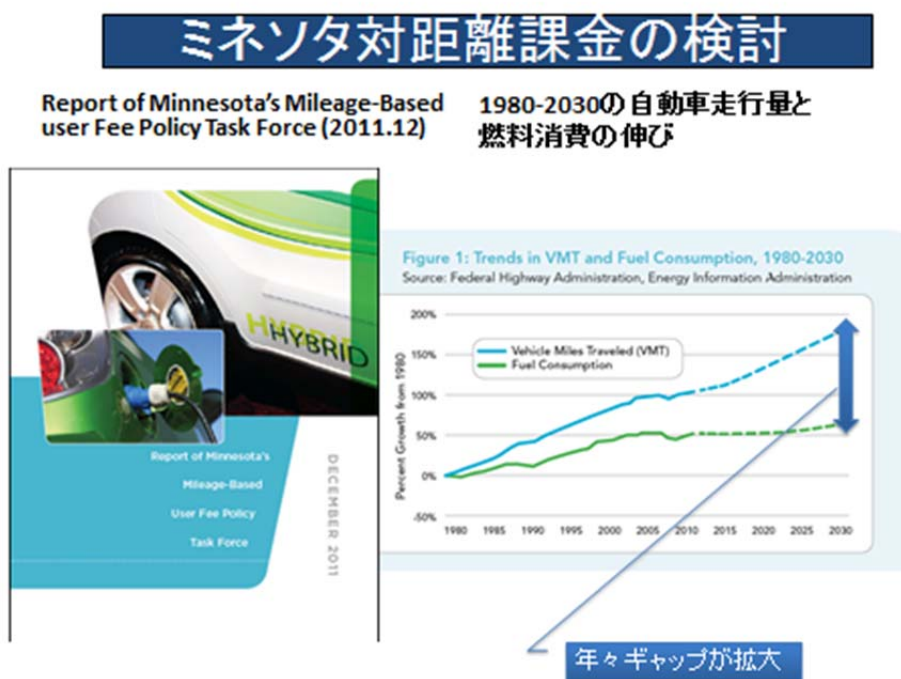 ミネソタ対距離課金の検討
Report of Minnesota's Mileage-Based
user Fee Policy Task Force (2011.12)
1980-2030の自動車走行量と
燃料消費の伸び
HYBRID
HYBRID
Report of Minnesota's
Mileage-Based
User Fee Policy
Task Force
DECEMBER 2011
Figure 1: Trends in VMT and Fuel Consumption, 1980-2030
Source: Federal Highway Administration, Energy Information Administration
Percent Growth from 1980
200%
150%
100%
50%
0%
-50%
Vehicle Miles Traveled (VMT)
Fuel Consumption
1980 1985 1990 1995 2000 2005 2010 2015 2020 2025 2030
年々ギャップが拡大